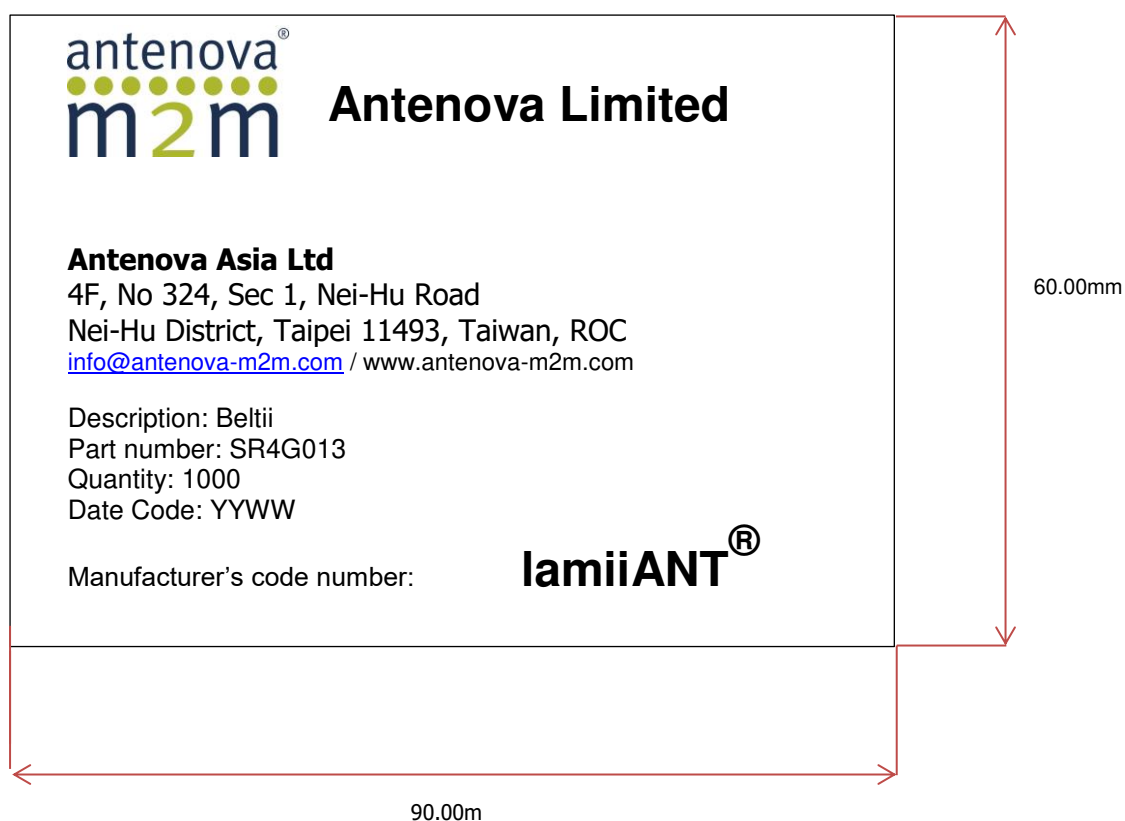 antenova®
m2m
Antenova Limited
Antenova Asia Ltd
4F, No 324, Sec 1, Nei-Hu Road
Nei-Hu District, Taipei 11493, Taiwan, ROC
info@antenova-m2m.com / www.antenova-m2m.com
Description: Beltii
Part number: SR4G013
Quantity: 1000
Date Code: YYWW
Manufacturer’s code number:
lamiiANT®
60.00mm
90.00m